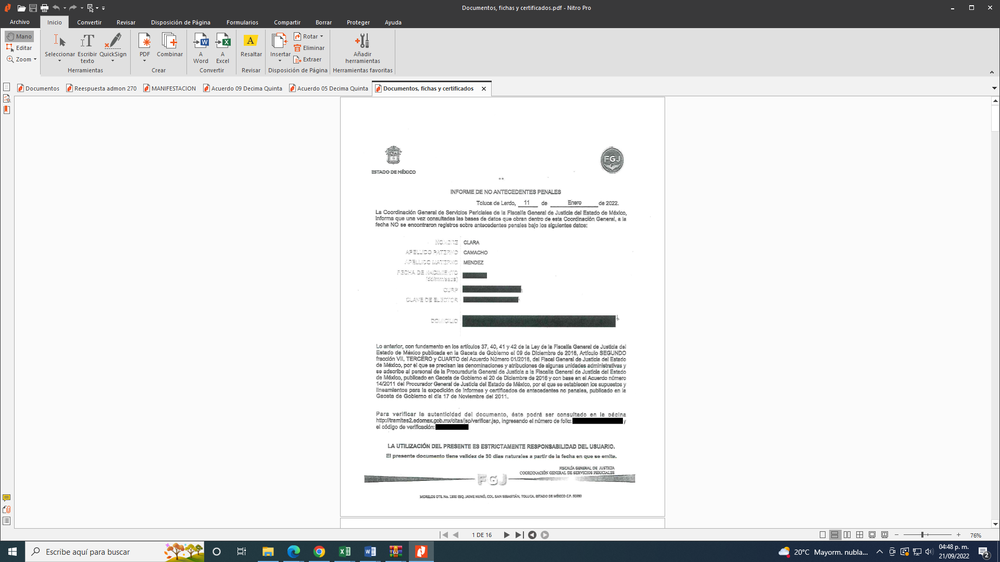 Documentos, fichas y certificados.pdf - Nitro Pro
Archivo Inicio Convertir Revisar Disposición de Página Formularios Compartir Borrar Proteger Ayuda
Mano
Editar
Zoom
Seleccionar
Escribir texto
QuickSign
Herramientas
PDF
Combinar
Crear
A Word
A Excel
Convertir
Resaltar
Revisar
Insertar
Rotar
Eliminar
Extraer
Disposición de Página
Añadir herramientas
Herramientas favoritas
Documentos Reespuesta admon 270 MANIFESTACION Acuerdo 09 Decima Quinta Acuerdo 05 Decima Quinta Documentos, fichas y certificados
ESTADO DE MÉXICO
FGJ
""
INFORME DE NO ANTECEDENTES PENALES
Toluca de Lerdo, 11 de Enero de 2022.
La Coordinación General de Servicios Periciales de la Fiscalía General de Justicia del Estado de México,
informa que una vez consultadas las bases de datos que obran dentro de esta Coordinación General, a la
fecha NO se encontraron registros sobre antecedentes penales bajo los siguientes datos:
NOMBRE CLARA
APELLIDO PATERNO CAMACHO
APELLIDO MATERNO MENDEZ
FECHA DE NACIMIENTO
(dd/mm/aaaa)
CURP
CLAVE DE ELECTOR
DOMICILIO
Lo anterior, con fundamento en los artículos 37, 40, 41 y 42 de la Ley de la Fiscalía General de Justicia del
Estado de México publicada en la Gaceta de Gobierno el 09 de Diciembre de 2016, Artículo SEGUNDO
fracción VII, TERCERO y CUARTO del Acuerdo Número 01/2016, del Fiscal General de Justicia del Estado
de México, por el que se precisan las denominaciones y atribuciones de algunas unidades administrativas y
se adscribe al personal de la Procuraduría General de Justicia a la Fiscalía General de Justicia del Estado
de México, publicado en Gaceta de Gobierno el 20 de Diciembre de 2016 y con base en el Acuerdo número
14/2011 del Procurador General de Justicia del Estado de México, por el que se establecen los supuestos y
lineamientos para la expedición de informes y certificados de antecedentes no penales, publicado en la
Gaceta de Gobierno el día 17 de Noviembre del 2011.
Para verificar la autenticidad del documento, éste podrá ser consultado en la página
http://tramites2.edomex.gob.mx/citas/jsp/verificar.jsp, ingresando el número de folio: y
el código de verificación:
LA UTILIZACIÓN DEL PRESENTE ES ESTRICTAMENTE RESPONSABILIDAD DEL USUARIO.
El presente documento tiene validez de 30 días naturales a partir de la fecha en que se emite.
FISCALÍA GENERAL DE JUSTICIA
COORDINACIÓN GENERAL DE SERVICIOS PERICIALES
FGJ
MORELOS OTE. No. 1300 ESQ. JAIME NUNÓ, COL. SAN SEBASTIÁN, TOLUCA, ESTADO DE MÉXICO C.P. 50090
1 DE 16
76%
Escribe aquí para buscar
20°C Mayorm. nubla...
04:48 p. m.
21/09/2022
2